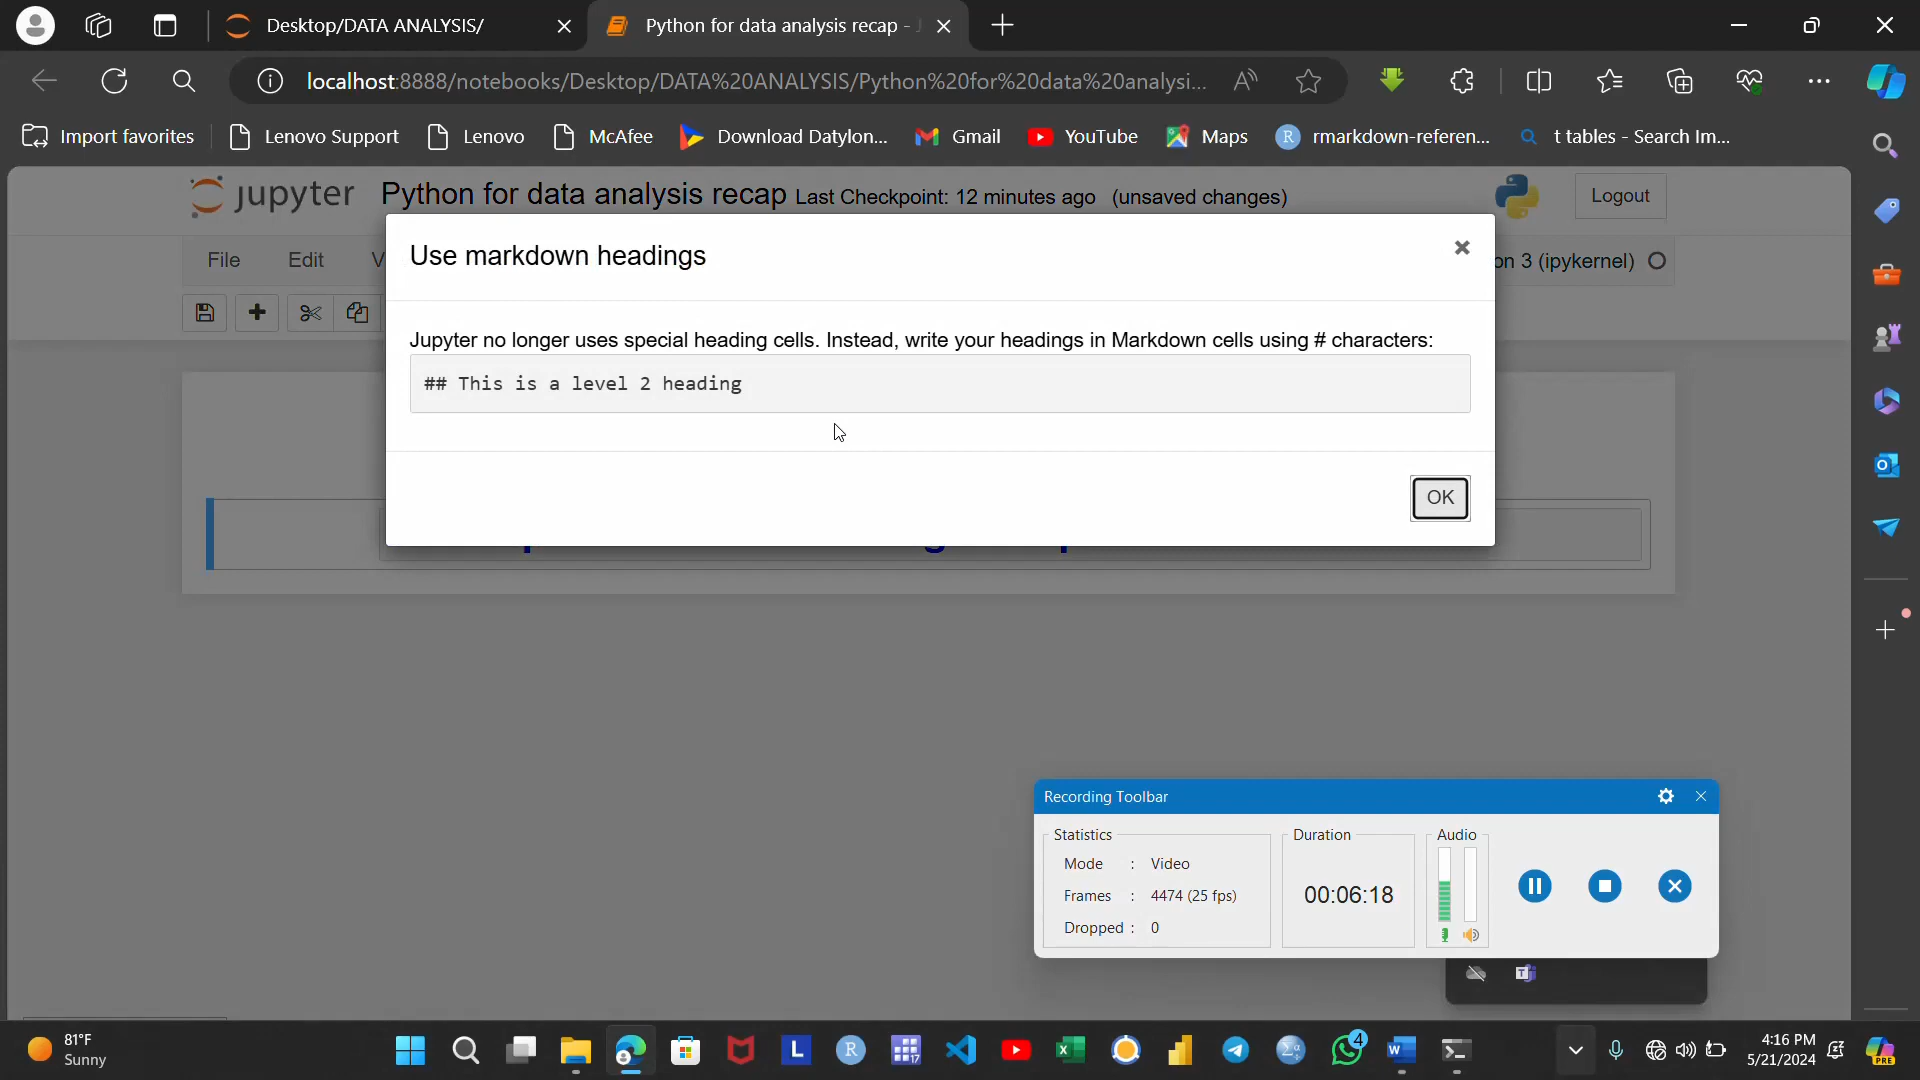 Desktop/DATA ANALYSIS/
Python for data analysis recap - J
localhost:8888/notebooks/Desktop/DATA%20ANALYSIS/Python%20for%20data%20analysi...
Import favorites
Lenovo Support
Lenovo
McAfee
Download Datylon...
Gmail
YouTube
Maps
R
rmarkdown-referen...
t tables - Search Im...
jupyter
Python for data analysis recap Last Checkpoint: 12 minutes ago (unsaved changes)
Logout
File
Edit
V
on 3 (ipykernel)
Use markdown headings
Jupyter no longer uses special heading cells. Instead, write your headings in Markdown cells using # characters:
## This is a level 2 heading
OK
Recording Toolbar
Statistics
Mode : Video
Frames : 4474 (25 fps)
Dropped : 0
Duration
00:06:18
Audio
81°F
Sunny
L
R
17
Σα
4
4:16 PM
5/21/2024
PRE